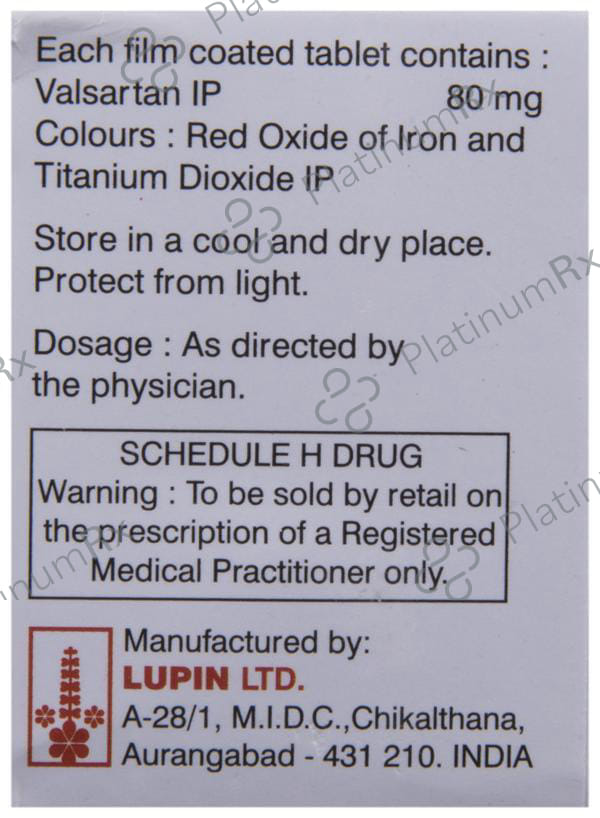 Each film coated tablet contains :
Valsartan IP 80 mg
Colours : Red Oxide of Iron and
Titanium Dioxide IP
Store in a cool and dry place.
Protect from light.
Dosage : As directed by
the physician.
SCHEDULE H DRUG
Warning : To be sold by retail on
the prescription of a Registered
Medical Practitioner only.
Manufactured by:
LUPIN LTD.
A-28/1, M.I.D.C.,Chikalthana,
Aurangabad - 431 210. INDIA
PlatinumRx
PlatinumRx
PlatinumRx